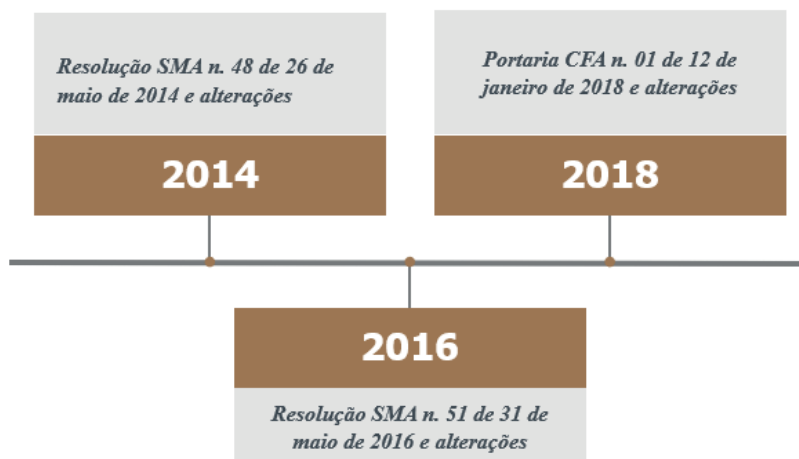 Resolução SMA n. 48 de 26 de
maio de 2014 e alterações
2014
Portaria CFA n. 01 de 12 de
janeiro de 2018 e alterações
2018
2016
Resolução SMA n. 51 de 31 de
maio de 2016 e alterações